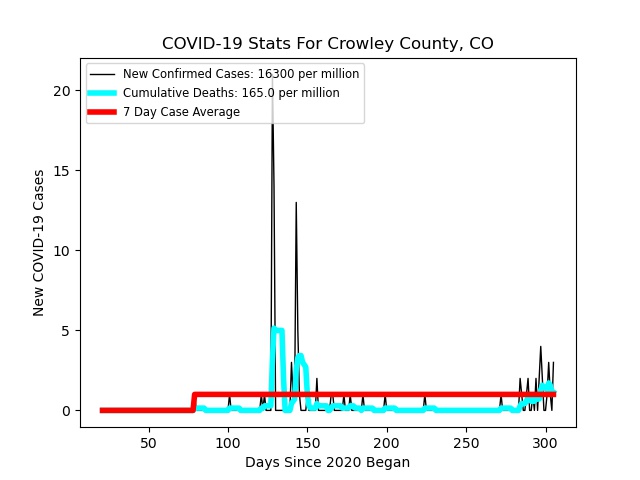 COVID-19 Stats For Crowley County, CO
New Confirmed Cases: 16300 per million
Cumulative Deaths: 165.0 per million
7 Day Case Average
20
15
10
5
0
New COVID-19 Cases
50 100 150 200 250 300
Days Since 2020 Began